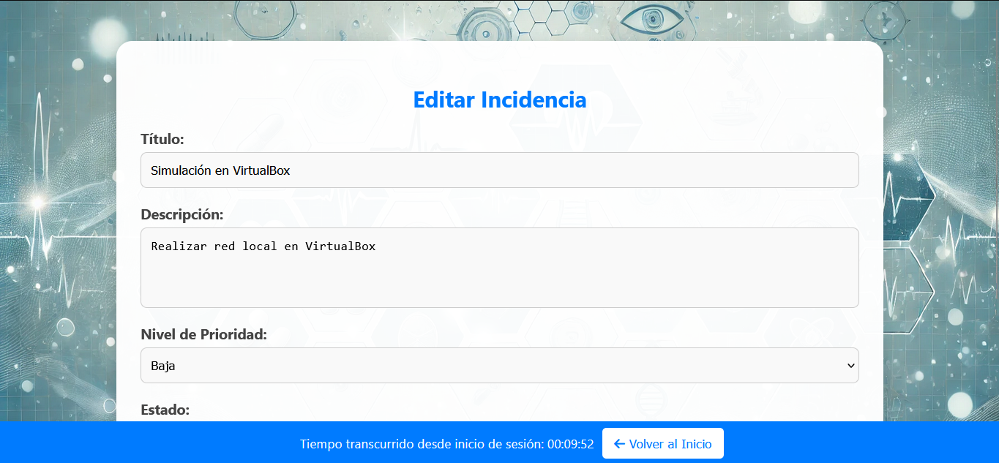 Editar Incidencia
Título:
Simulación en VirtualBox
Descripción:
Realizar red local en VirtualBox
Nivel de Prioridad:
Baja
Estado:
Tiempo transcurrido desde inicio de sesión: 00:09:52
Volver al Inicio